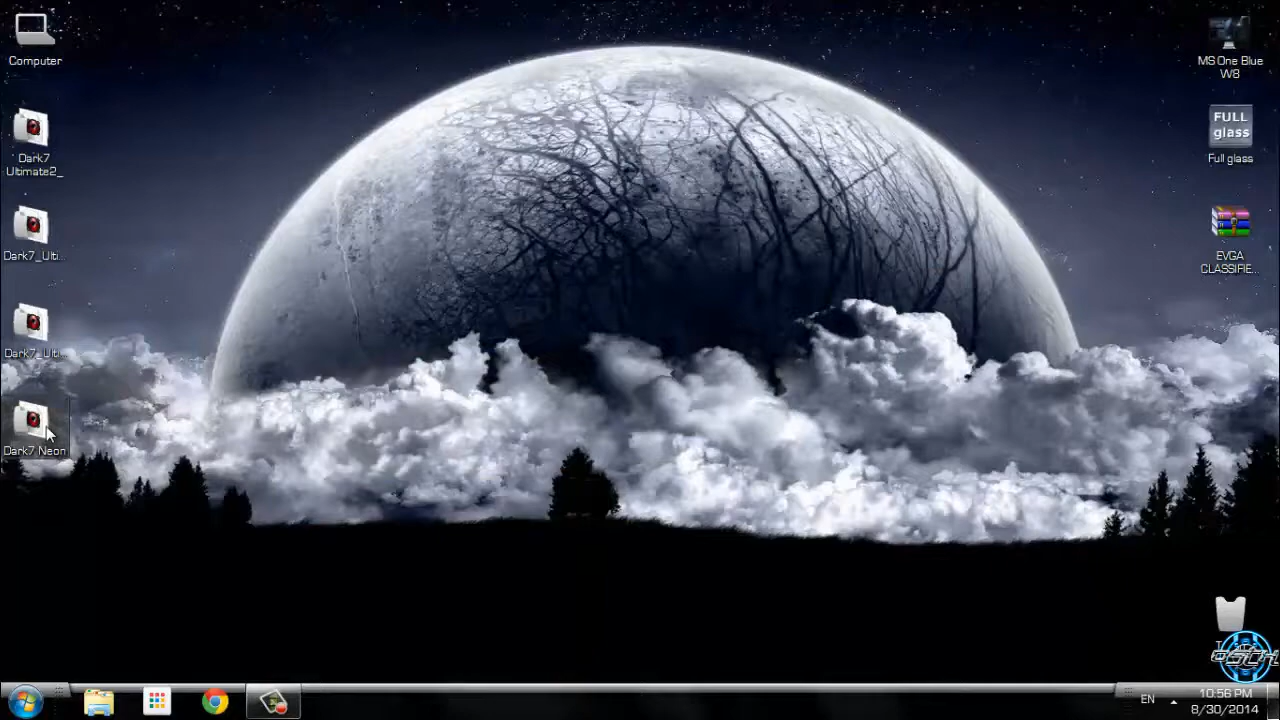 Computer
Dark7
Ultimate2_
Dark7_Ulti...
Dark7_Ulti...
Dark7 Neon
MS One Blue
W8
FULL
glass
Full glass
EVGA
CLASSIFIE...
EN
10:56 PM
8/30/2014